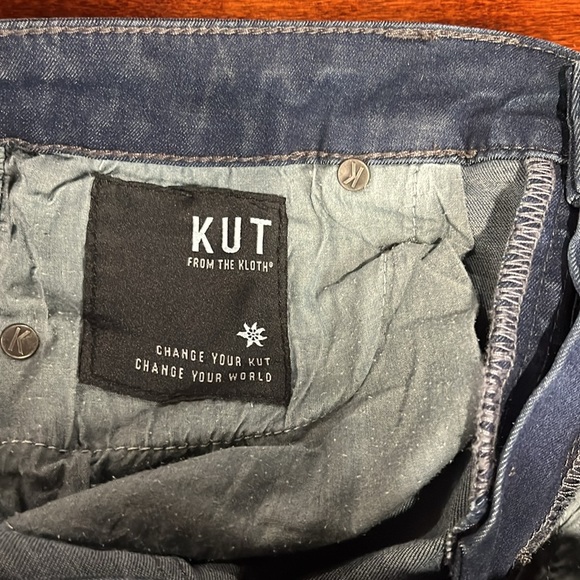 KUT
FROM THE KLOTH®
CHANGE YOUR KUT
CHANGE YOUR WORLD
K
K